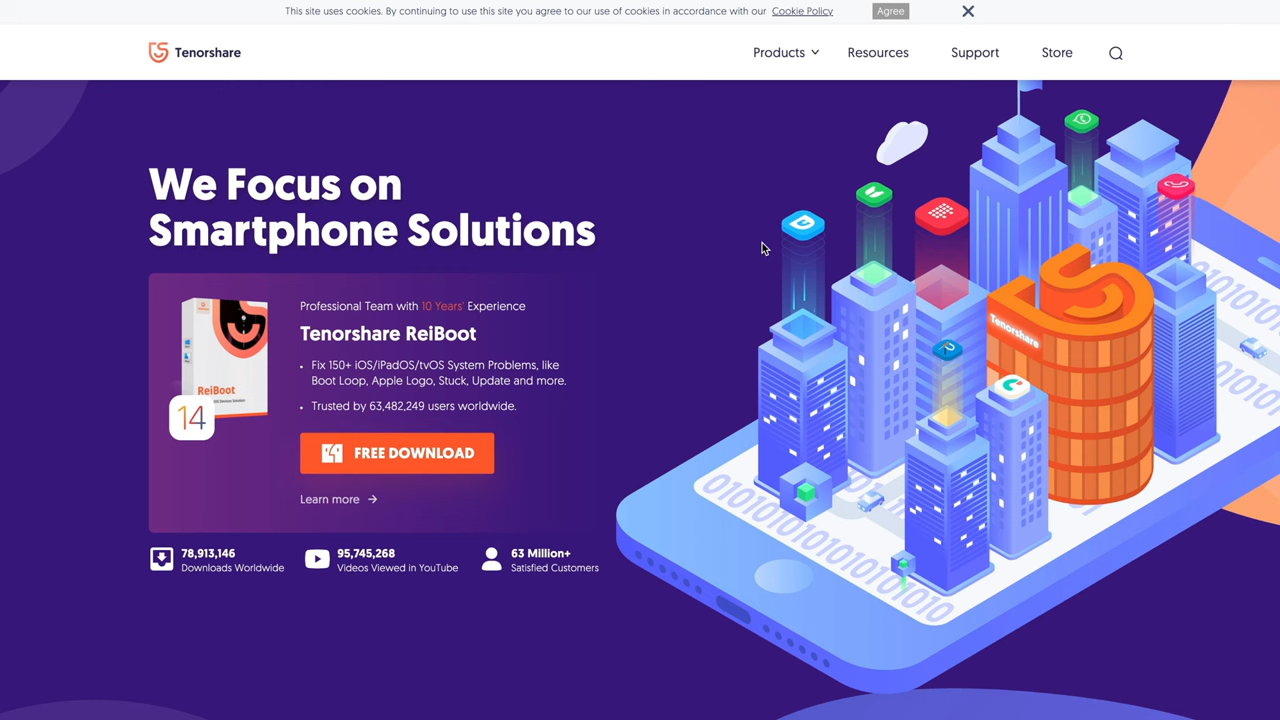 This site uses cookies. By continuing to use this site you agree to our use of cookies in accordance with our Cookie Policy
Agree
Tenorshare
Products
Resources
Support
Store
We Focus on
Smartphone Solutions
Professional Team with 10 Years' Experience
Tenorshare ReiBoot
Fix 150+ iOS/iPadOS/tvOS System Problems, like
Boot Loop, Apple Logo, Stuck, Update and more.
Trusted by 63,482,249 users worldwide.
ReiBoot
14
FREE DOWNLOAD
Learn more
78,913,146
Downloads Worldwide
95,745,268
Videos Viewed in YouTube
63 Million+
Satisfied Customers
Tenorshare